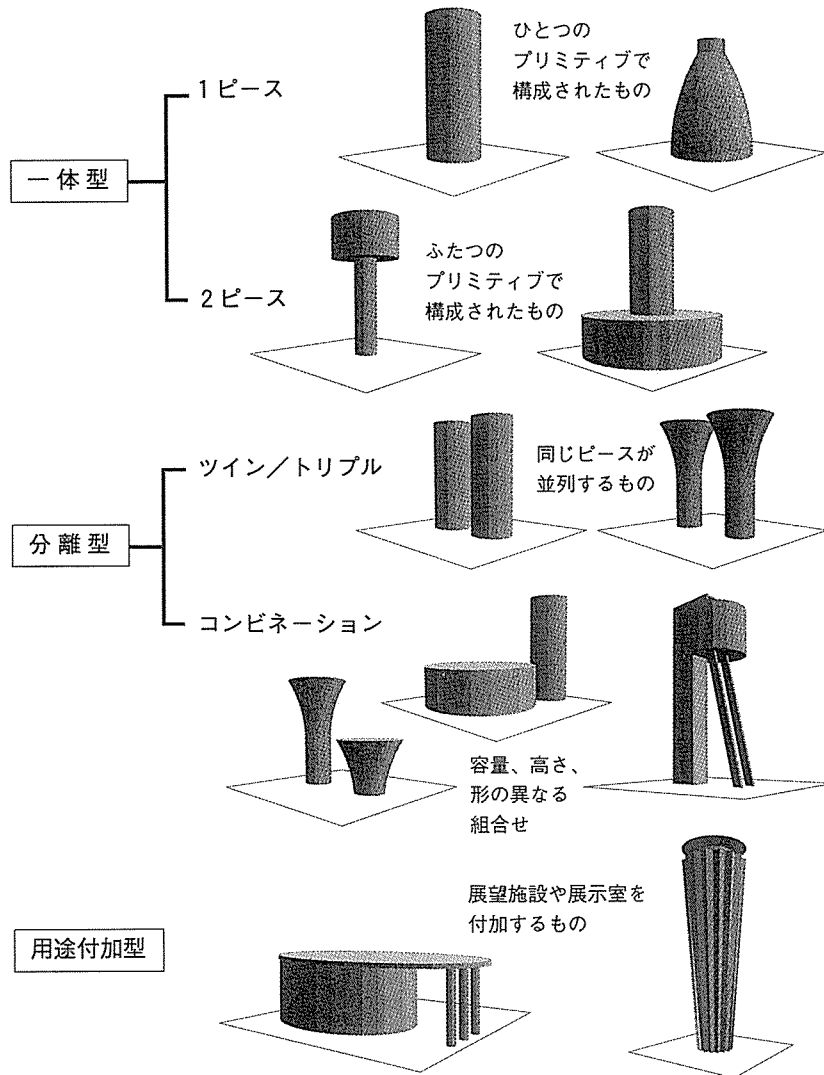 ひとつの
プリミティブで
構成されたもの
1ピース
一体型
ふたつの
プリミティブで
構成されたもの
2ピース
ツイン／トリプル
同じピースが
並列するもの
分離型
コンビネーション
容量、高さ、
形の異なる
組合せ
展望施設や展示室を
付加するもの
用途付加型